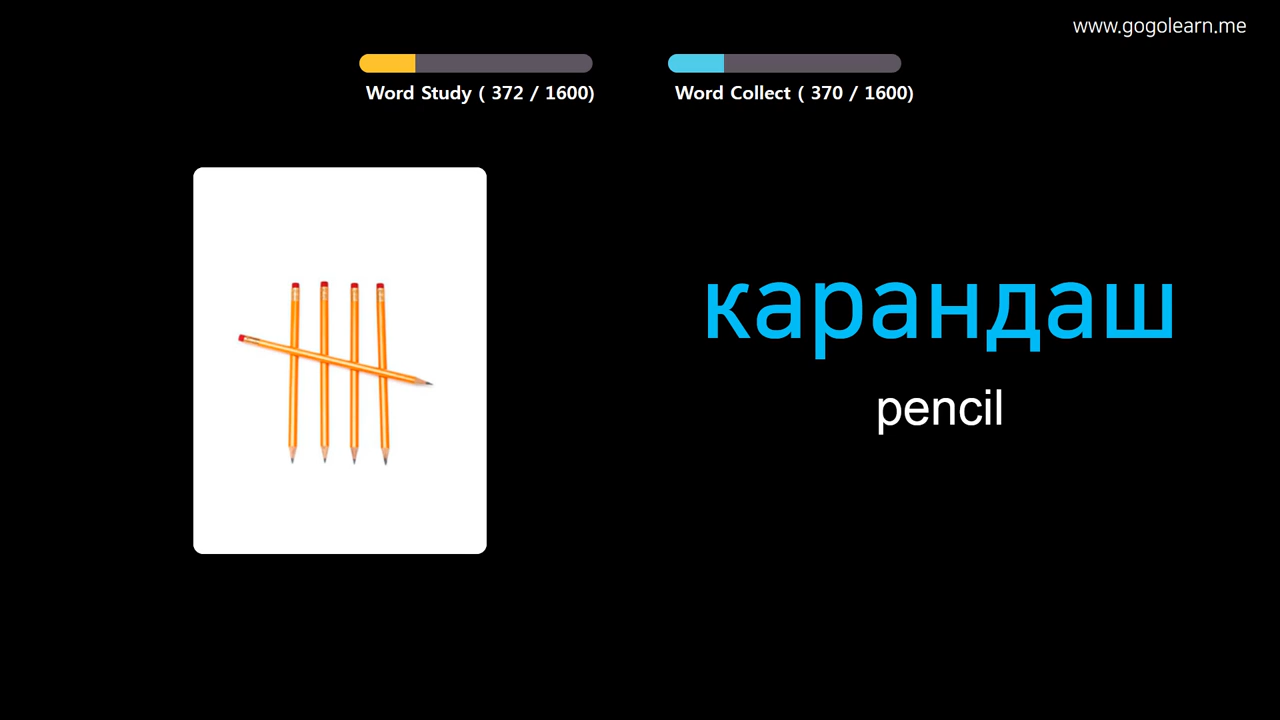 www.gogolearn.me
Word Study ( 372 / 1600)
Word Collect ( 370 / 1600)
карандаш
pencil